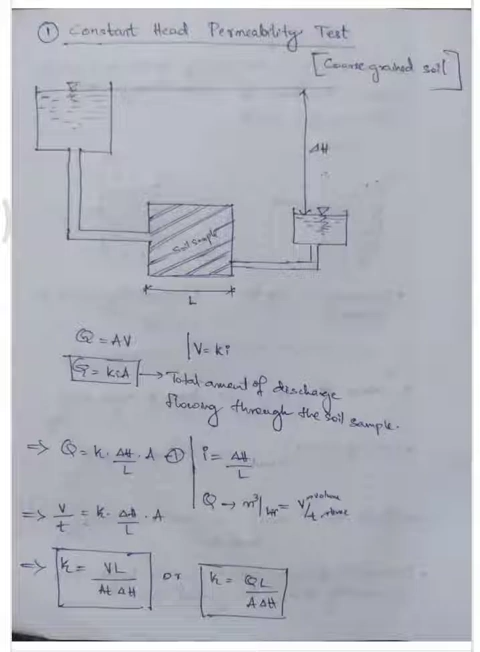 ① Constant Head Permeability Test
[Coarse grained soil]
ΔH
Soil sample
L
Q = AV | V = ki
Q = kiA → Total amont of discharge
flowing through the soil sample.
=> Q = k · ΔH/L · A ① | i = ΔH/L
Q → m³/hr = V/t volume time
=> V/t = k · ΔH/L · A
=> k = VL/AtΔH or k = QL/AΔH